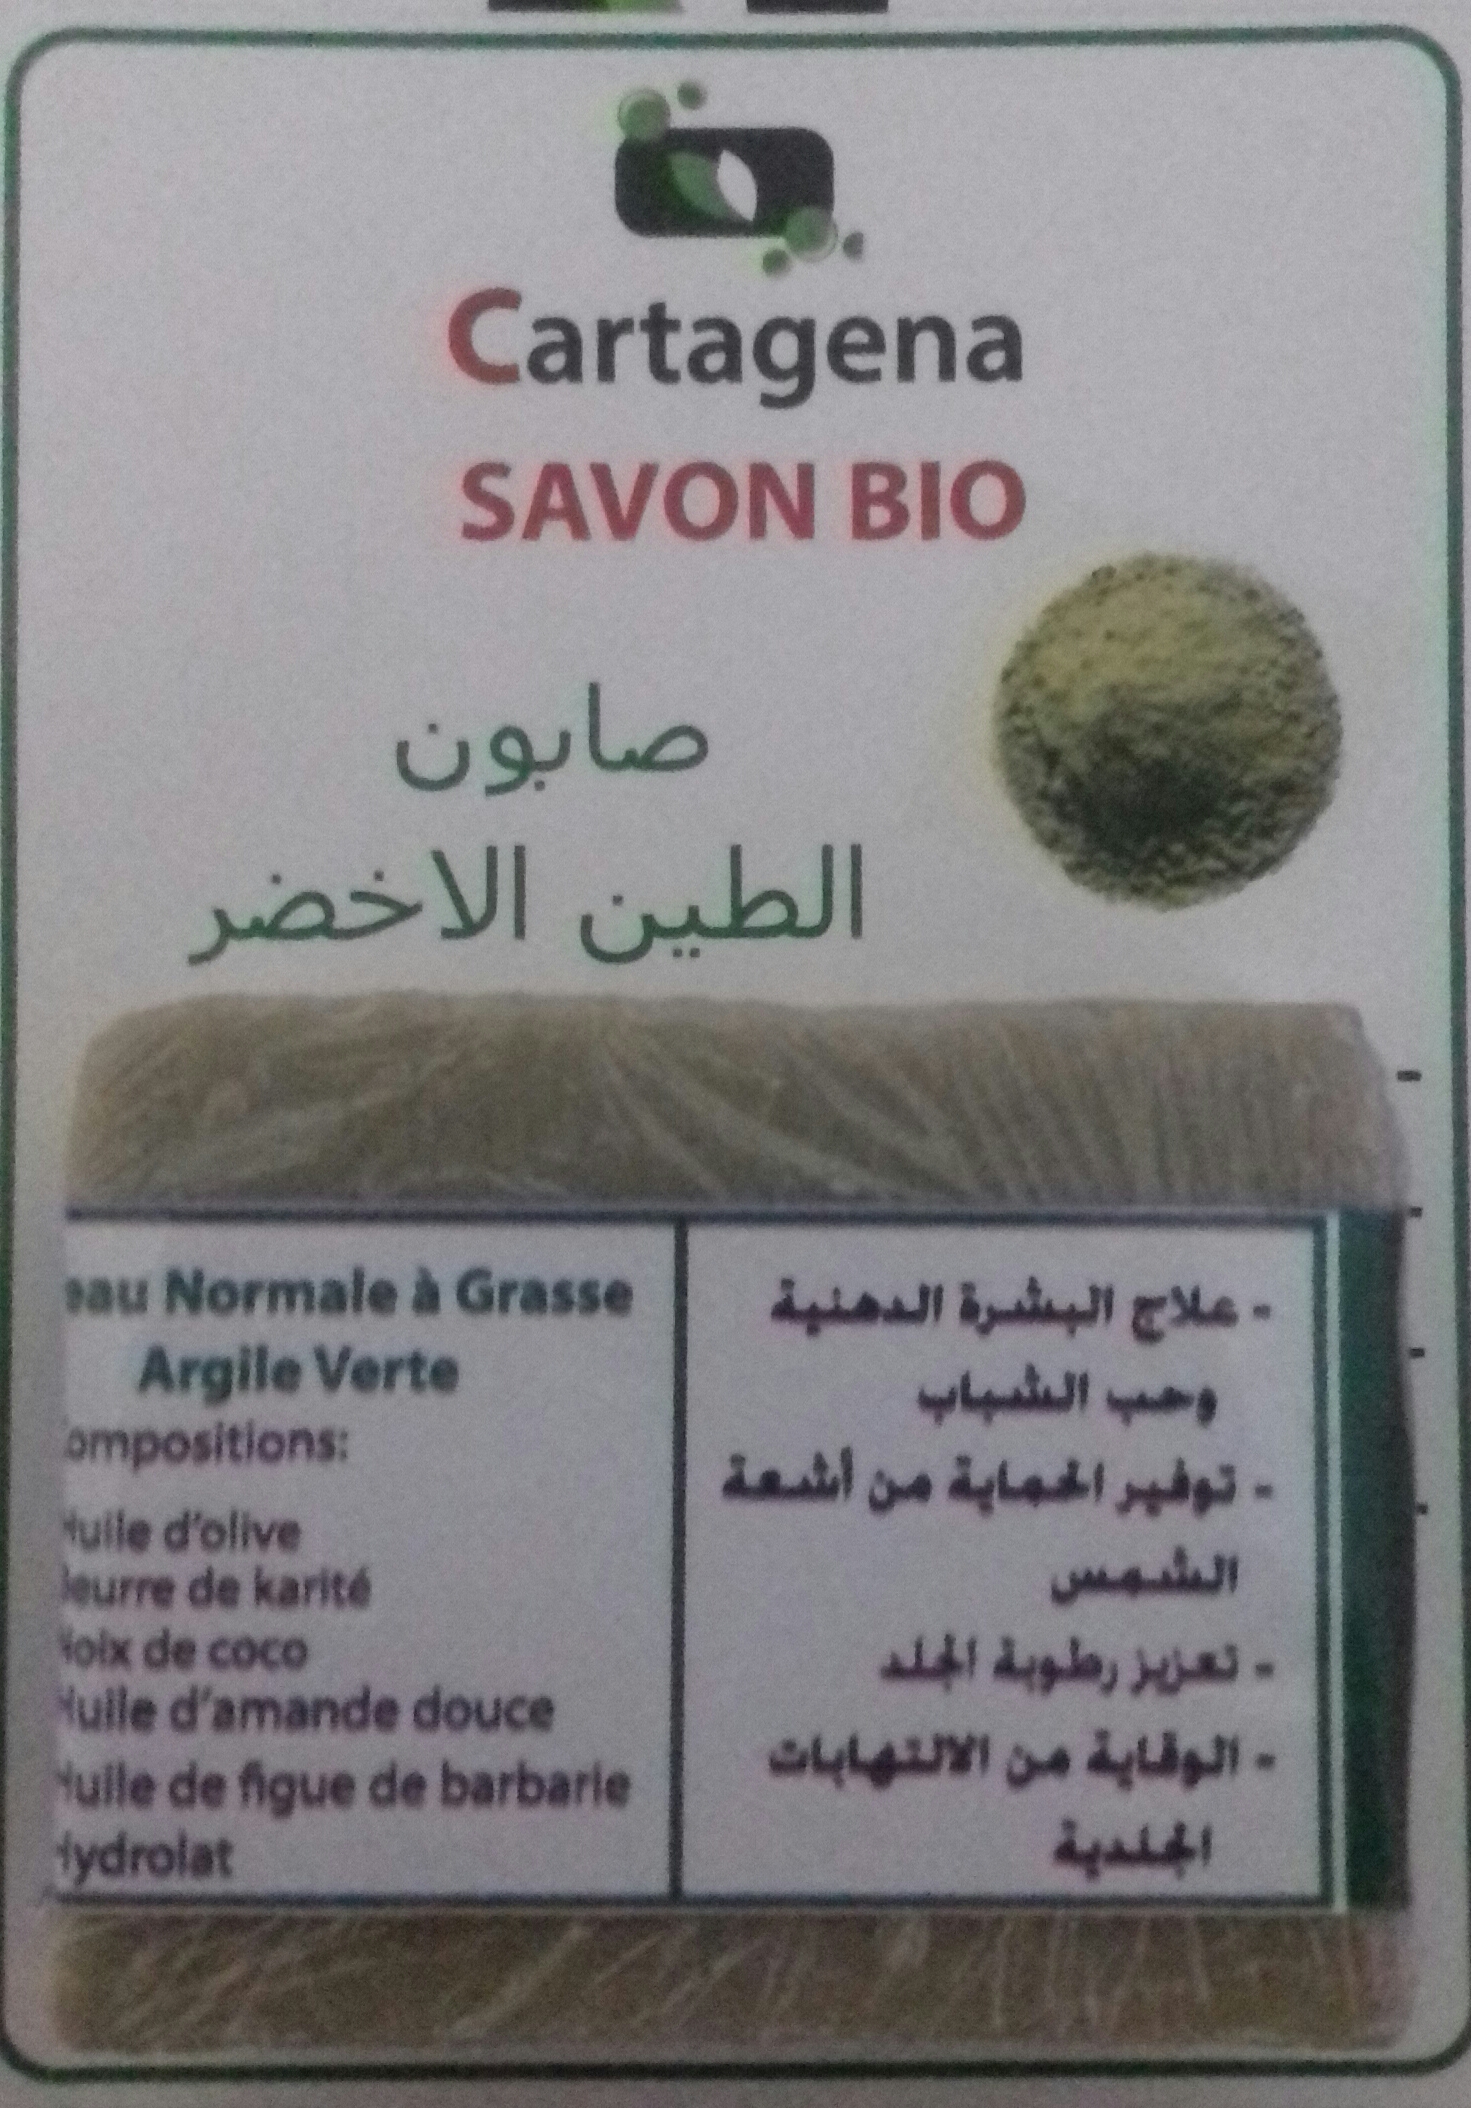 Cartagena
SAVON BIO
صابون
الطين الاخضر
eau Normale à Grasse
Argile Verte
ompositions:
Huile d'olive
Beurre de karité
Noix de coco
Huile d'amande douce
Huile de figue de barbarie
Hydrolat
- علاج البشرة الدهنية
وحب الشباب
- توفير الحماية من أشعة
الشمس
- تعزيز رطوبة الجلد
- الوقاية من الالتهابات
الجلدية